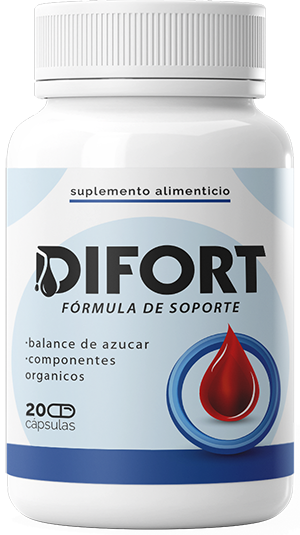 suplemento alimenticio
DIFORT
FÓRMULA DE SOPORTE
·balance de azucar
·componentes
organicos
20
cápsulas